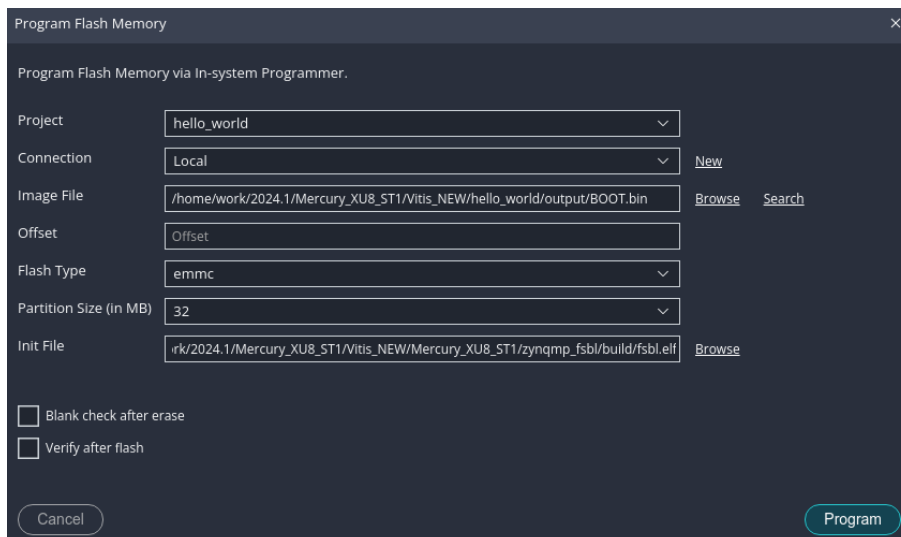 Program Flash Memory ×
Program Flash Memory via In-system Programmer.
Project hello_world
Connection Local New
Image File /home/work/2024.1/Mercury_XU8_ST1/Vitis_NEW/hello_world/output/BOOT.bin Browse Search
Offset Offset
Flash Type emmc
Partition Size (in MB) 32
Init File rk/2024.1/Mercury_XU8_ST1/Vitis_NEW/Mercury_XU8_ST1/zynqmp_fsbl/build/fsbl.elf Browse
Blank check after erase
Verify after flash
Cancel Program